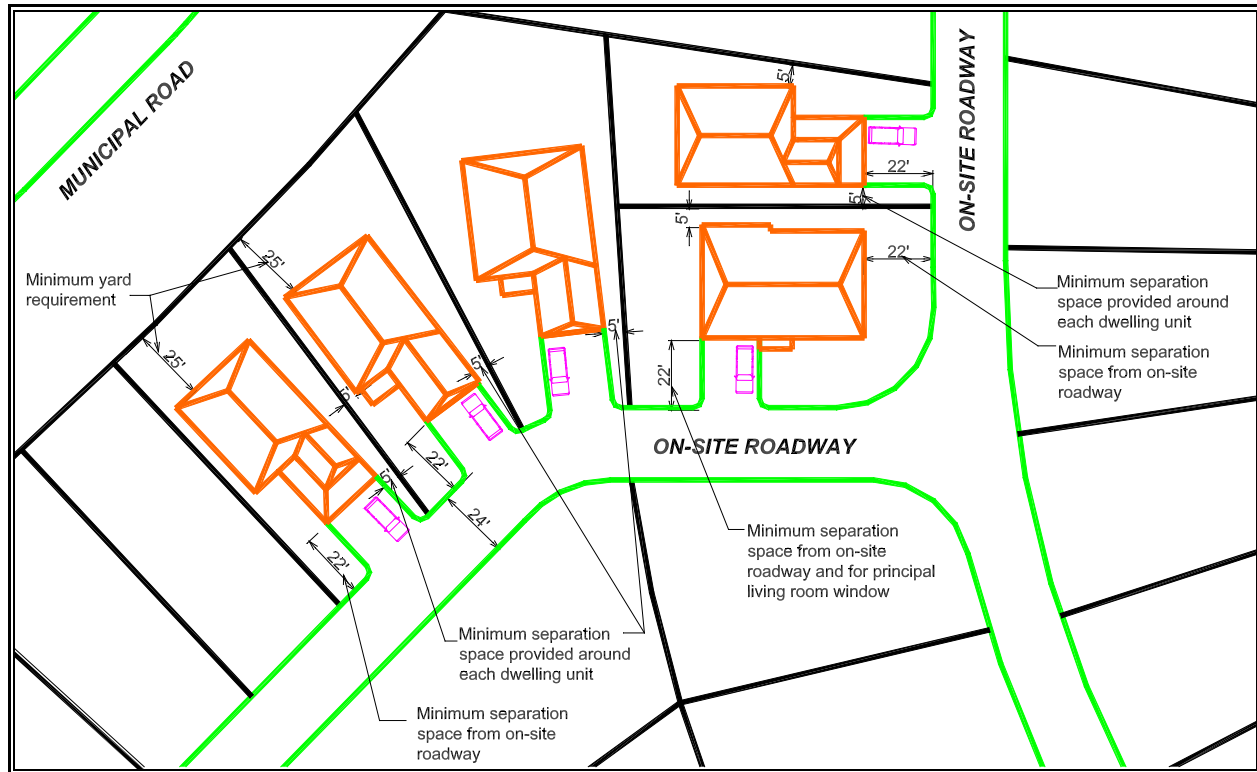 MUNICIPAL ROAD
ON-SITE ROADWAY
5'
22'
5'
5'
22'
25'
Minimum yard
requirement
Minimum separation
space provided around
each dwelling unit
5'
25'
5'
Minimum separation
space from on-site
roadway
22'
5'
ON-SITE ROADWAY
22'
5'
24'
Minimum separation
space from on-site
roadway and for principal
living room window
22'
Minimum separation
space provided around
each dwelling unit
Minimum separation
space from on-site
roadway